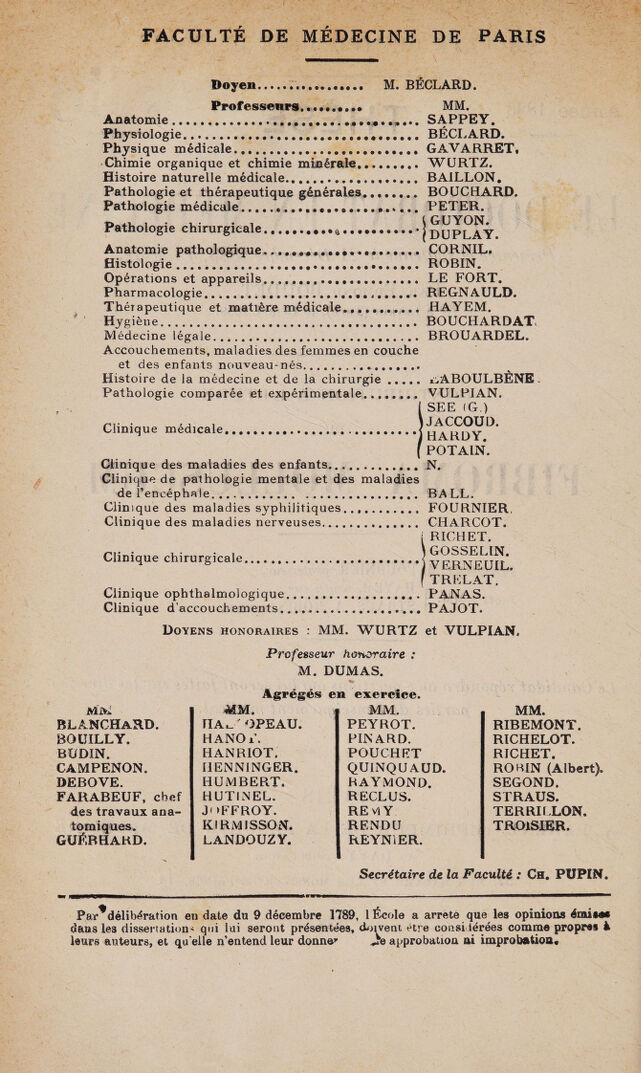 FACULTÉ DE MÉDECINE DE PARIS
Doyen................ M. BÉCLARD.
Professeurs.......... MM.
Anatomie................................... SAPPEY.
Physiologie................................. BÉCLARD.
Physique médicale.......................... GAVARRET.
Chimie organique et chimie minérale......... WURTZ.
Histoire naturelle médicale.................. BAILLON.
Pathologie et thérapeutique générales........ BOUCHARD.
Pathologie médicale......................... PETER.
Pathologie chirurgicale..................... GUYON.
DUPLAY.
Anatomie pathologique...................... CORNIL.
Histologie.................................. ROBIN.
Opérations et appareils..................... LE FORT.
Pharmacologie.............................. REGNAULD.
Thérapeutique et matière médicale........... HAYEM.
Hygiène.................................... BOUCHARDAT.
Médecine légale............................. BROUARDEL.
Accouchements, maladies des femmes en couche
et des enfants nouveau-nés................
Histoire de la médecine et de la chirurgie ..... LABOULBÈNE.
Pathologie comparée et expérimentale........ VULPIAN.
SEE (G.)
Clinique médicale........................... JACCOUD.
HARDY.
POTAIN.
Clinique des maladies des enfants............ N.
Clinique de pathologie mentale et des maladies
de l'encéphale............ ............... BALL.
Clinique des maladies syphilitiques........... FOURNIER.
Clinique des maladies nerveuses.............. CHARCOT.
RICHET.
Clinique chirurgicale........................ GOSSELIN.
VERNEUIL.
TRELAT.
Clinique ophthalmologique................... PANAS.
Clinique d'accouchements.................... PAJOT.
DOYENS HONORAIRES : MM. WURTZ et VULPIAN.
Professeur honoraire :
M. DUMAS.
Agrégés en exercice.
MM.
BLANCHARD.
BOUILLY.
BUDIN.
CAMPENON.
DEBOVE.
FARABEUF, chef
des travaux ana-
tomiques.
GUÉRHARD.
MM.
HANOT.
HANRIOT.
HENNINGER.
HUMBERT.
HUTINEL.
JOFFROY.
KIRMISSON.
LANDOUZY.
MM.
PEYROT.
PINARD.
POUCHET
QUINQUAUD.
RAYMOND.
RECLUS.
REMY
RENDU
REYNIER.
MM.
RIBEMONT.
RICHELOT.
RICHET.
ROBIN (Albert).
SEGOND.
STRAUS.
TERRILLON.
TROISIER.
Secrétaire de la Faculté : CH. PUPIN.
Par délibération en date du 9 décembre 1789, l'École a arreté que les opinions émises
dans les dissertations qui lui seront présentées, doivent être considérées comme propres à
leurs auteurs, et qu'elle n'entend leur donner approbation ni improbation.